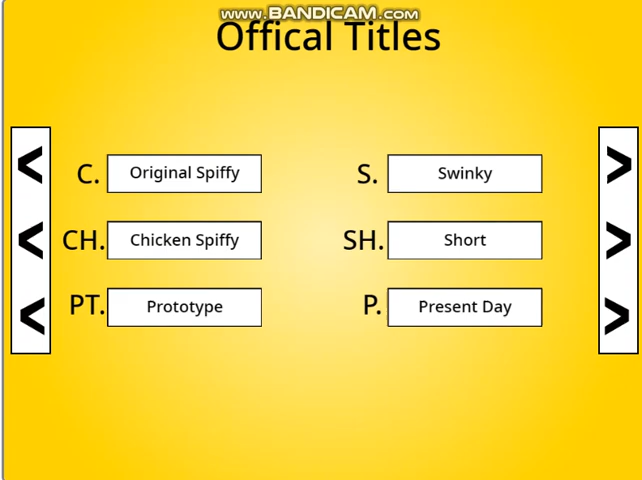 www.BANDICAM.com
Offical Titles
C. Original Spiffy
S. Swinky
CH. Chicken Spiffy
SH. Short
PT. Prototype
P. Present Day